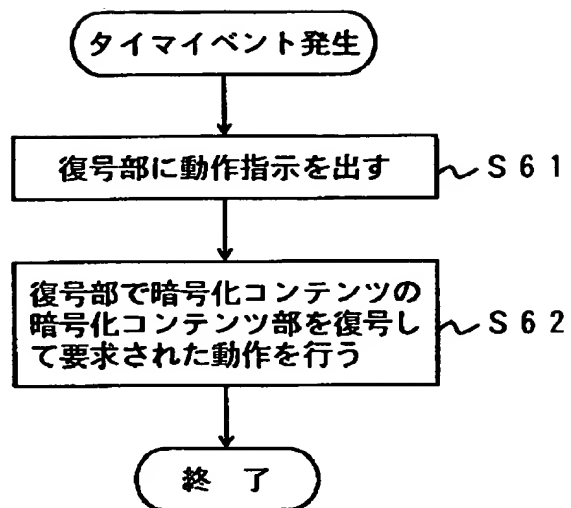 タイマイベント発生
復号部に動作指示を出す
S61
復号部で暗号化コンテンツの
暗号化コンテンツ部を復号し
て要求された動作を行う
S62
終 了